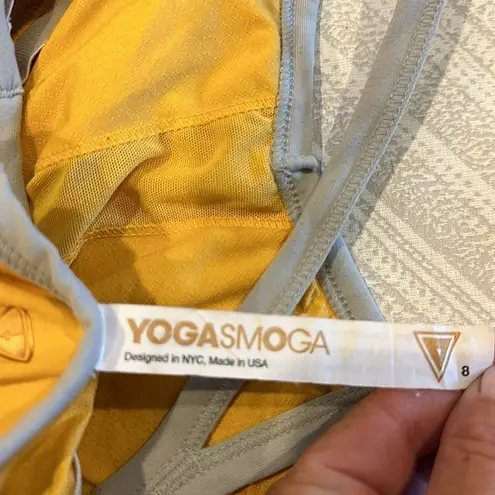 YOGASMOGA
Designed in NYC, Made in USA
8